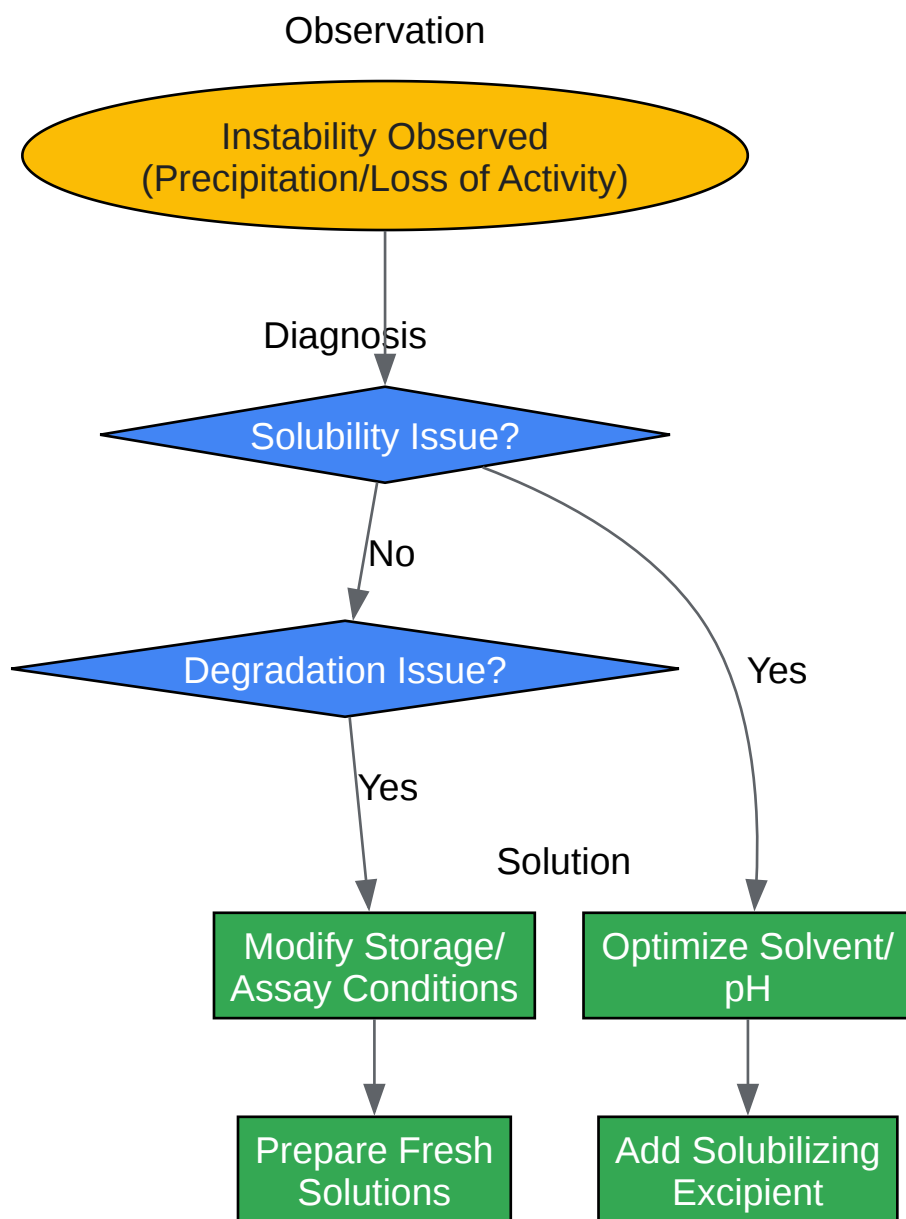 Observation
Instability Observed
(Precipitation/Loss of Activity)
Diagnosis
Solubility Issue?
No
Degradation Issue?
Yes
Yes
Solution
Modify Storage/
Assay Conditions
Optimize Solvent/
pH
Prepare Fresh
Solutions
Add Solubilizing
Excipient